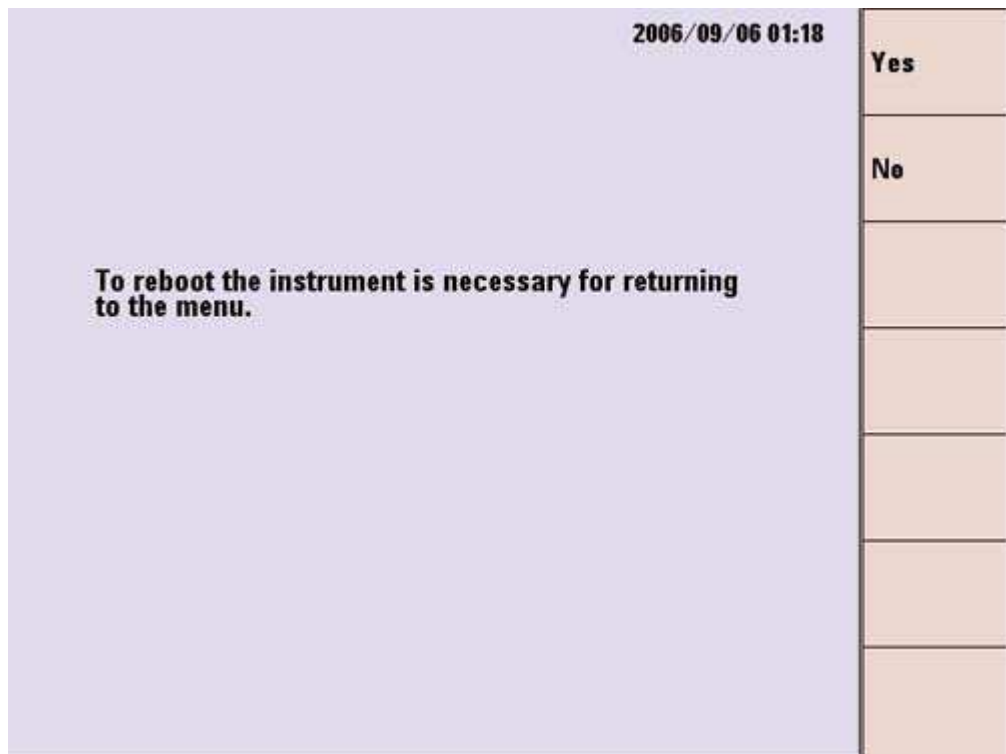 2006/09/06 01:18
Yes
No
To reboot the instrument is necessary for returning
to the menu.